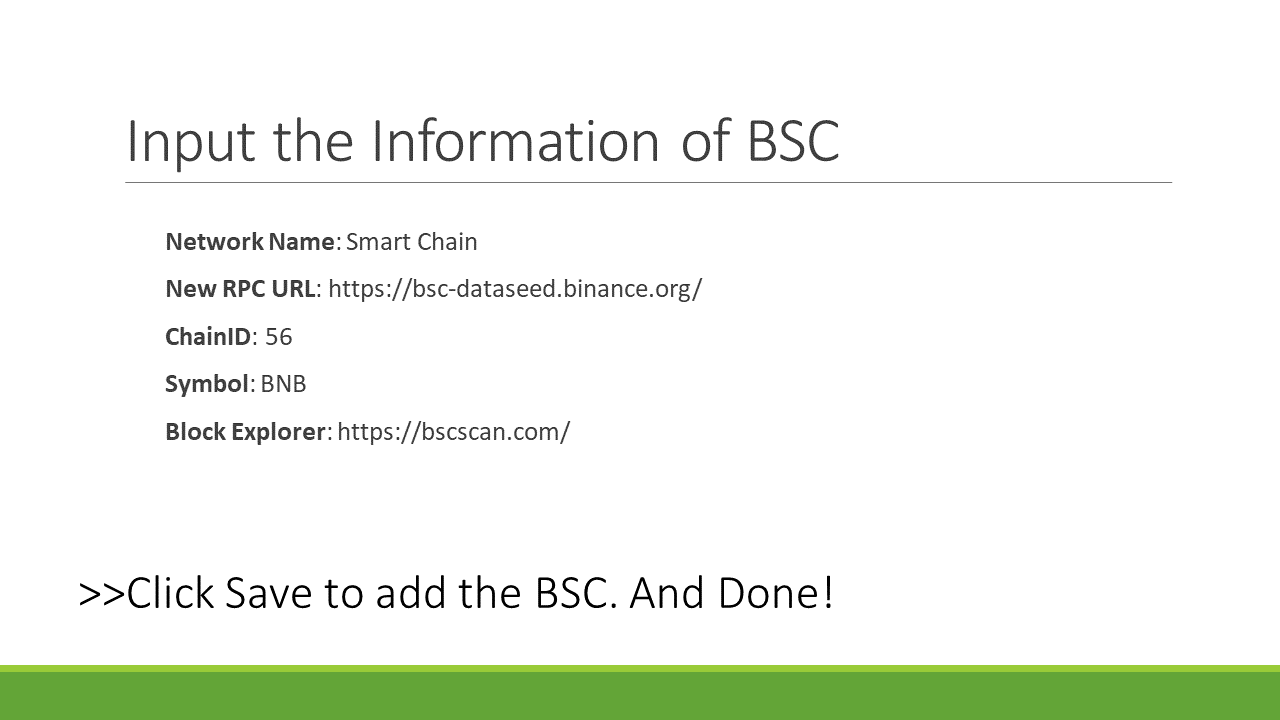 Input the Information of BSC
Network Name: Smart Chain
New RPC URL: https://bsc-dataseed.binance.org/
ChainID: 56
Symbol: BNB
Block Explorer: https://bscscan.com/
>>Click Save to add the BSC. And Done!